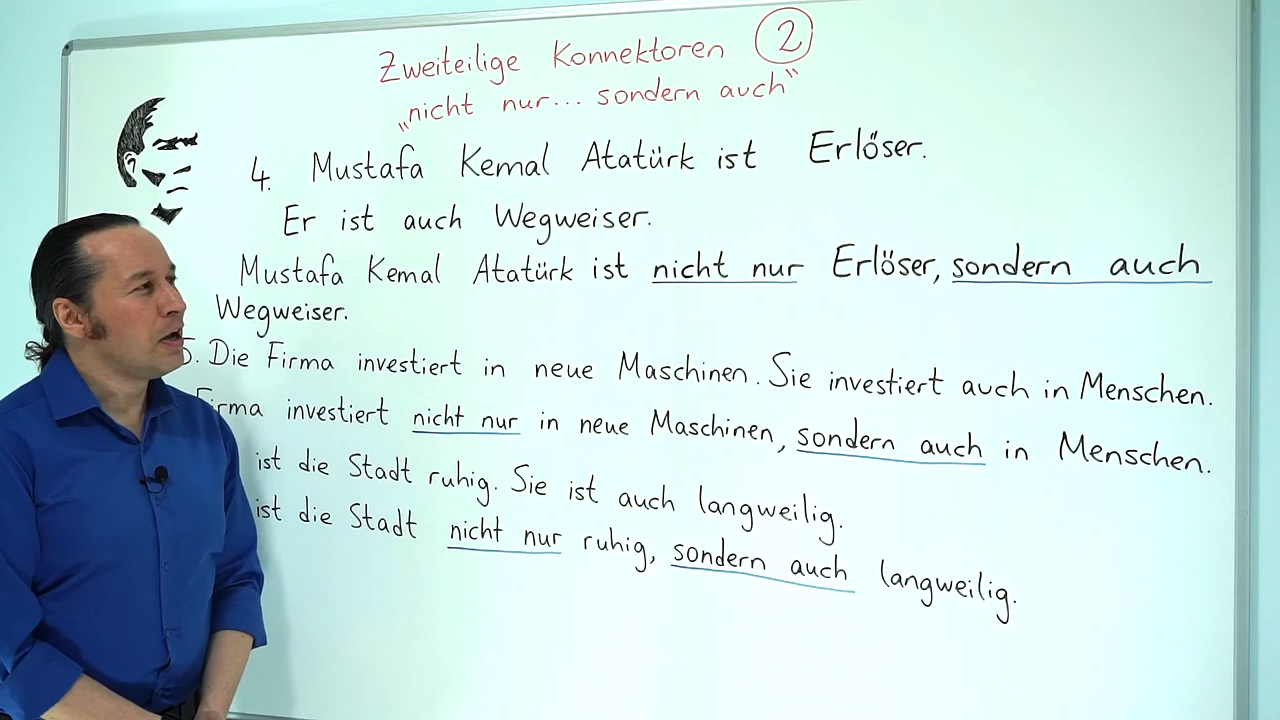 Zweiteilige Konnektoren 2
„nicht nur... sondern auch“
4. Mustafa Kemal Atatürk ist Erlöser.
Er ist auch Wegweiser.
Mustafa Kemal Atatürk ist nicht nur Erlöser, sondern auch
Wegweiser.
5. Die Firma investiert in neue Maschinen. Sie investiert auch in Menschen.
Firma investiert nicht nur in neue Maschinen, sondern auch in Menschen.
ist die Stadt ruhig. Sie ist auch langweilig.
ist die Stadt nicht nur ruhig, sondern auch langweilig.